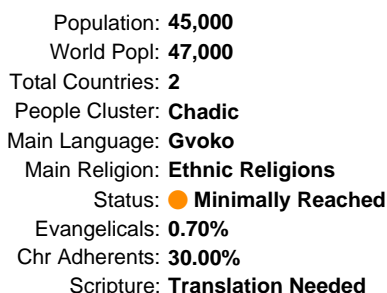 Population: 45,000
World Popl: 47,000
Total Countries: 2
People Cluster: Chadic
Main Language: Gvoko
Main Religion: Ethnic Religions
Status: Minimally Reached
Evangelicals: 0.70%
Chr Adherents: 30.00%
Scripture: Translation Needed